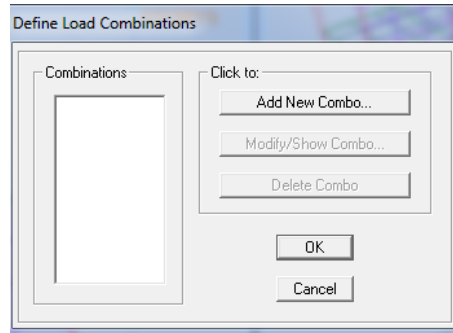 Define Load Combinations
Combinations
Click to:
Add New Combo...
Modify/Show Combo...
Delete Combo
OK
Cancel